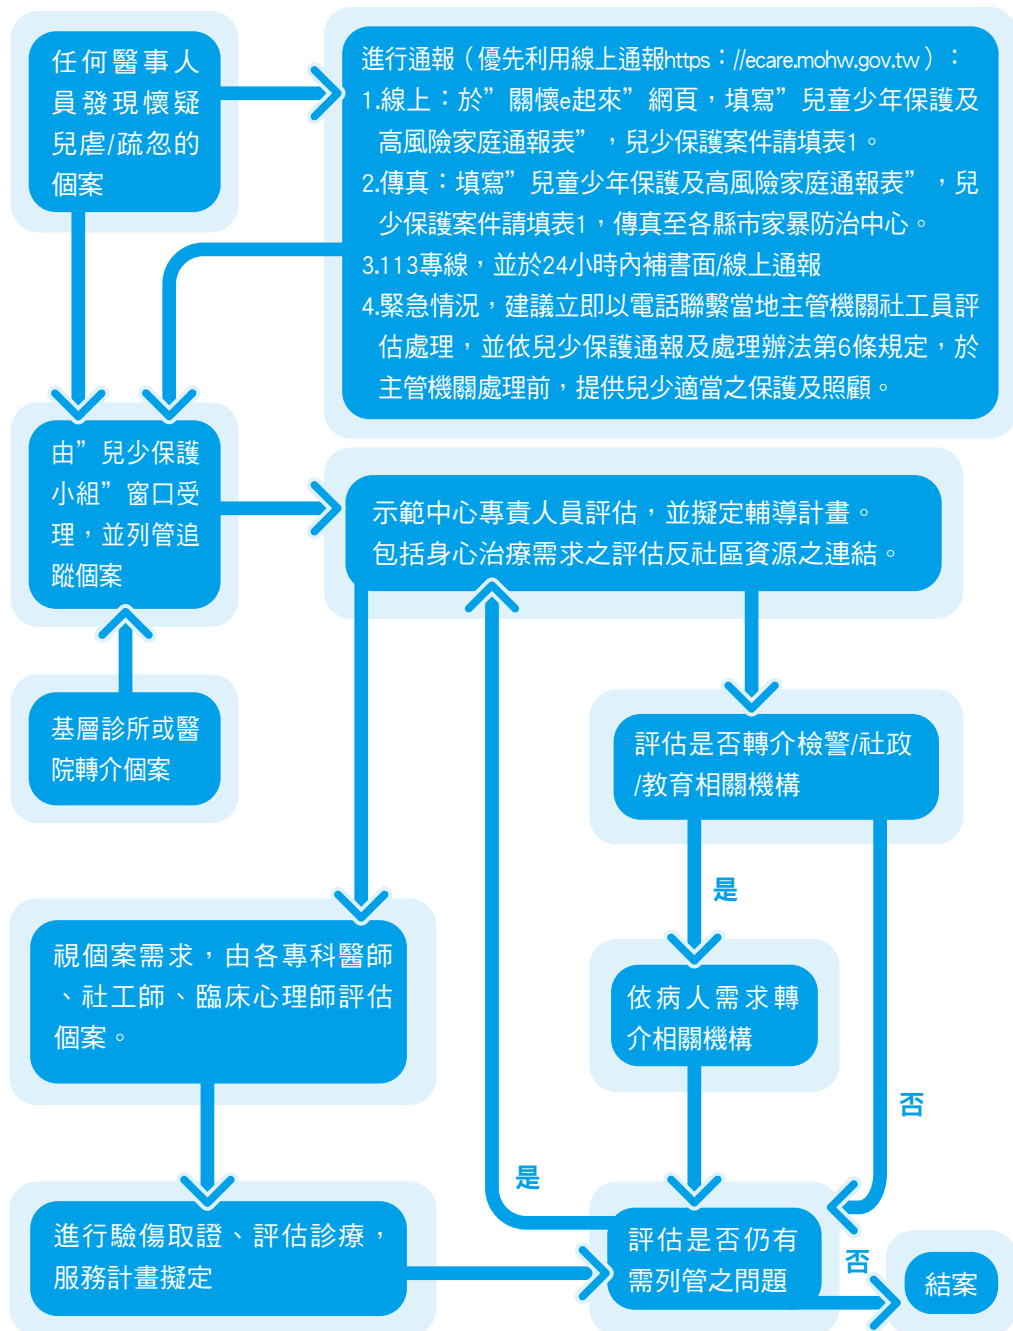 任何醫事人
員發現懷疑
兒虐/疏忽的
個案
進行通報（優先利用線上通報https：//ecare.mohw.gov.tw）：
1.線上：於”關懷e起來”網頁，填寫”兒童少年保護及
高風險家庭通報表”，兒少保護案件請填表1。
2.傳真：填寫”兒童少年保護及高風險家庭通報表”，兒
少保護案件請填表1，傳真至各縣市家暴防治中心。
3.113專線，並於24小時內補書面/線上通報
4.緊急情況，建議立即以電話聯繫當地主管機關社工員評
估處理，並依兒少保護通報及處理辦法第6條規定，於
主管機關處理前，提供兒少適當之保護及照顧。
由”兒少保護
小組”窗口受
理，並列管追
蹤個案
示範中心專責人員評估，並擬定輔導計畫。
包括身心治療需求之評估反社區資源之連結。
基層診所或醫
院轉介個案
評估是否轉介檢警/社政
/教育相關機構
是
視個案需求，由各專科醫師
、社工師、臨床心理師評估
個案。
依病人需求轉
介相關機構
否
是
進行驗傷取證、評估診療，
服務計畫擬定
評估是否仍有
需列管之問題
否
結案